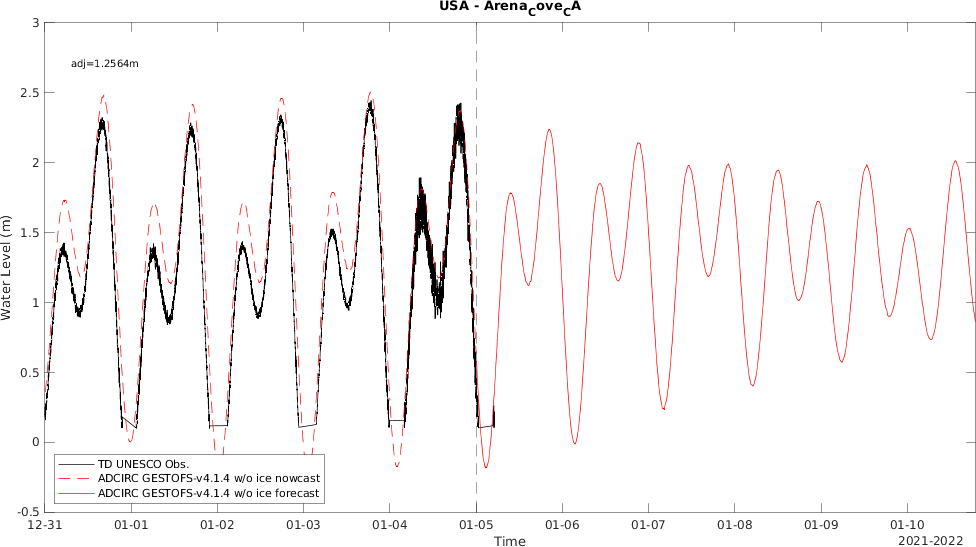 USA - ArenaCoveCA
adj=1.2564m
Water Level (m)
3
2.5
2
1.5
1
0.5
0
-0.5
TD UNESCO Obs.
ADCIRC GESTOFS-v4.1.4 w/o ice nowcast
ADCIRC GESTOFS-v4.1.4 w/o ice forecast
12-31 01-01 01-02 01-03 01-04 01-05 01-06 01-07 01-08 01-09 01-10
Time
2021-2022